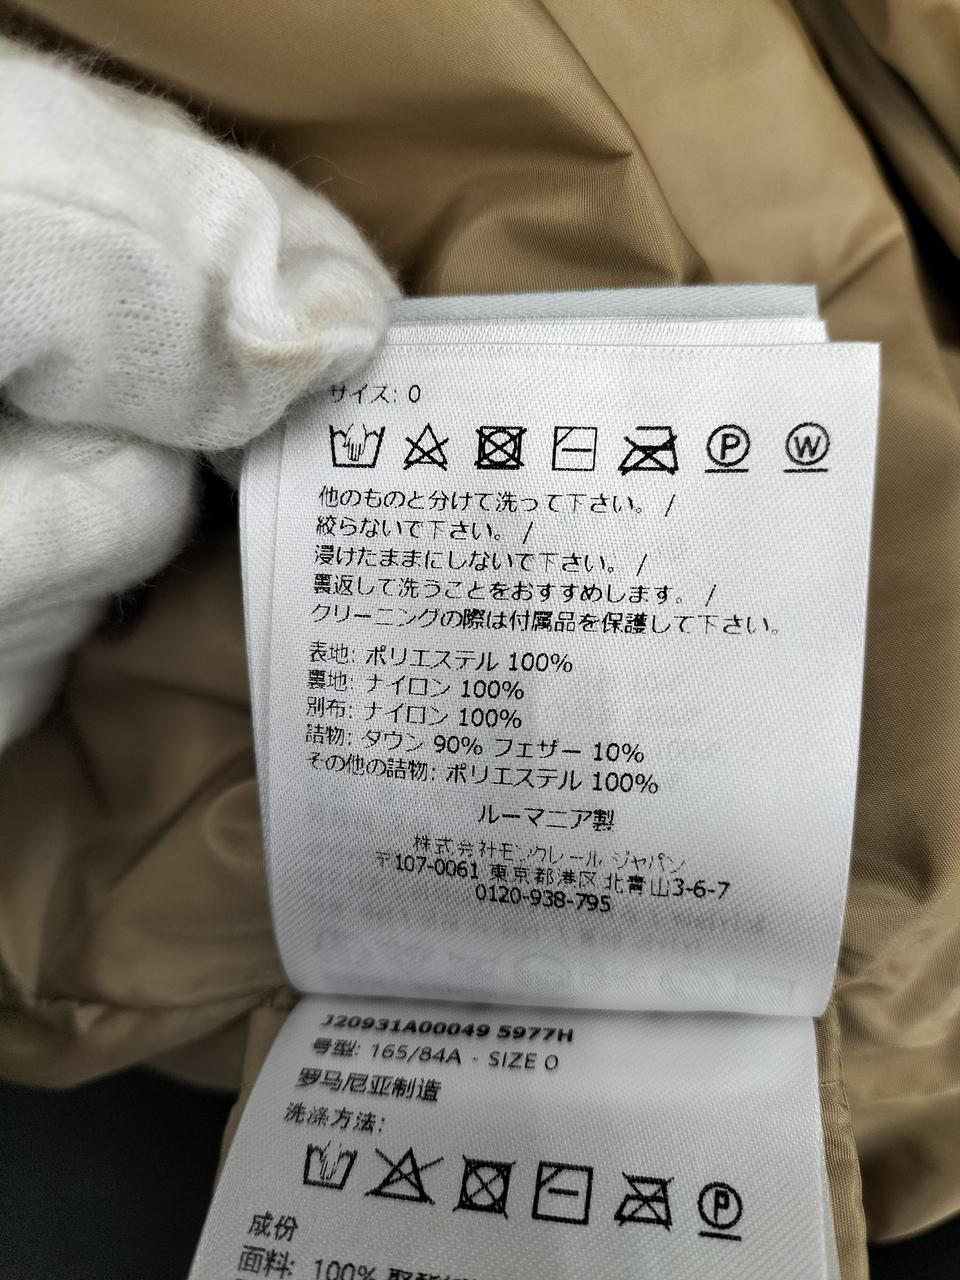 サイズ: 0
P W
他のものと分けて洗って下さい。 /
絞らないで下さい。 /
浸けたままにしないで下さい。 /
裏返して洗うことをおすすめします。 /
クリーニングの際は付属品を保護して下さい。
表地: ポリエステル 100%
裏地: ナイロン 100%
別布: ナイロン 100%
詰物: ダウン 90% フェザー 10%
その他の詰物: ポリエステル 100%
ルーマニア製
株式会社モンクレール ジャパン
〒107-0061 東京都港区 北青山3-6-7
0120-938-795
J20931A00049 5977H
号型: 165/84A - SIZE 0
罗马尼亚制造
洗涤方法:
P
成份
面料: 100%